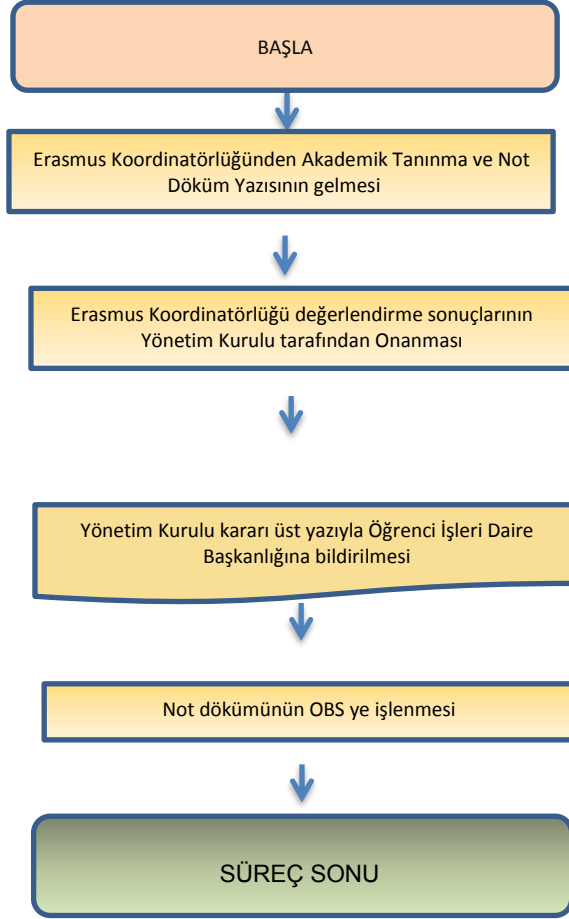 BAŞLA
Erasmus Koordinatörlüğünden Akademik Tanınma ve Not
Döküm Yazısının gelmesi
Erasmus Koordinatörlüğü değerlendirme sonuçlarının
Yönetim Kurulu tarafından Onanması
Yönetim Kurulu kararı üst yazıyla Öğrenci İşleri Daire
Başkanlığına bildirilmesi
Not dökümünün OBS ye işlenmesi
SÜREÇ SONU